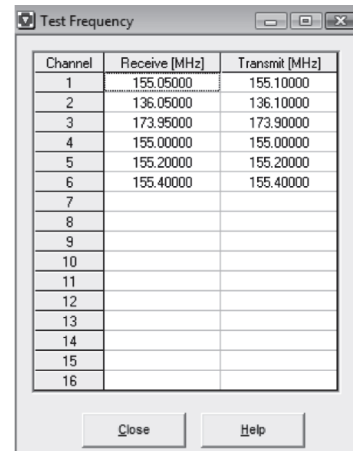 Test Frequency
Channel Receive [MHz] Transmit [MHz]
1 155.05000 155.10000
2 136.05000 136.10000
3 173.95000 173.90000
4 155.00000 155.00000
5 155.20000 155.20000
6 155.40000 155.40000
7
8
9
10
11
12
13
14
15
16
Close Help